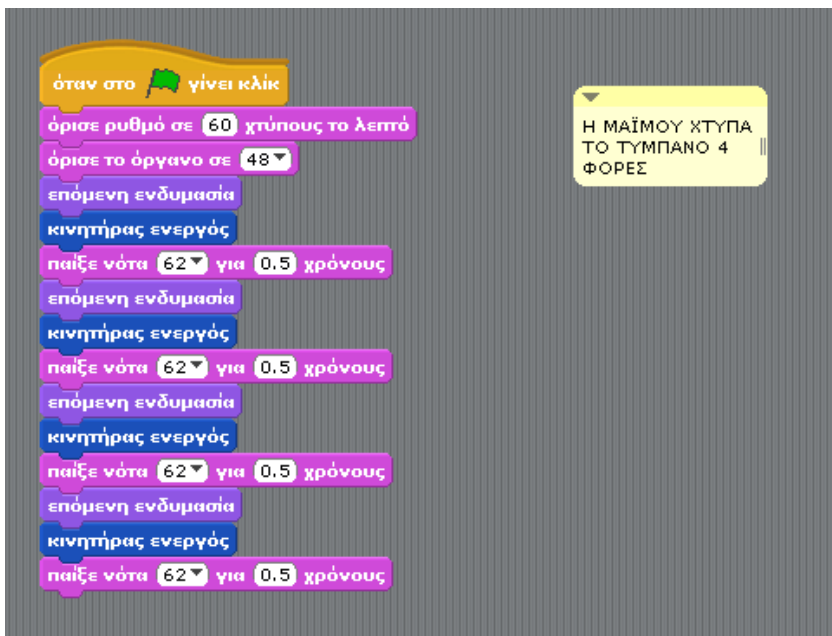 όταν στο γίνει κλίκ
όρισε ρυθμό σε 60 χτύπους το λεπτό
όρισε το όργανο σε 48
επόμενη ενδυμασία
κινητήρας ενεργός
παίξε νότα 62 για 0.5 χρόνους
επόμενη ενδυμασία
κινητήρας ενεργός
παίξε νότα 62 για 0.5 χρόνους
επόμενη ενδυμασία
κινητήρας ενεργός
παίξε νότα 62 για 0.5 χρόνους
επόμενη ενδυμασία
κινητήρας ενεργός
παίξε νότα 62 για 0.5 χρόνους
Η ΜΑΪΜΟΥ ΧΤΥΠΑ
ΤΟ ΤΥΜΠΑΝΟ 4
ΦΟΡΕΣ